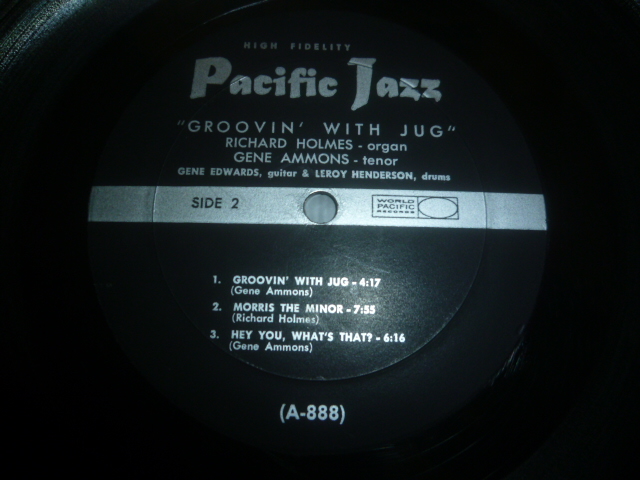 HIGH FIDELITY
Pacific Jazz
"GROOVIN' WITH JUG"
RICHARD HOLMES - organ
GENE AMMONS - tenor
GENE EDWARDS, guitar & LEROY HENDERSON, drums
SIDE 2
WORLD
PACIFIC
RECORDS
1. GROOVIN' WITH JUG - 4:17
(Gene Ammons)
2. MORRIS THE MINOR - 7:55
(Richard Holmes)
3. HEY YOU, WHAT'S THAT? - 6:16
(Gene Ammons)
(A-888)